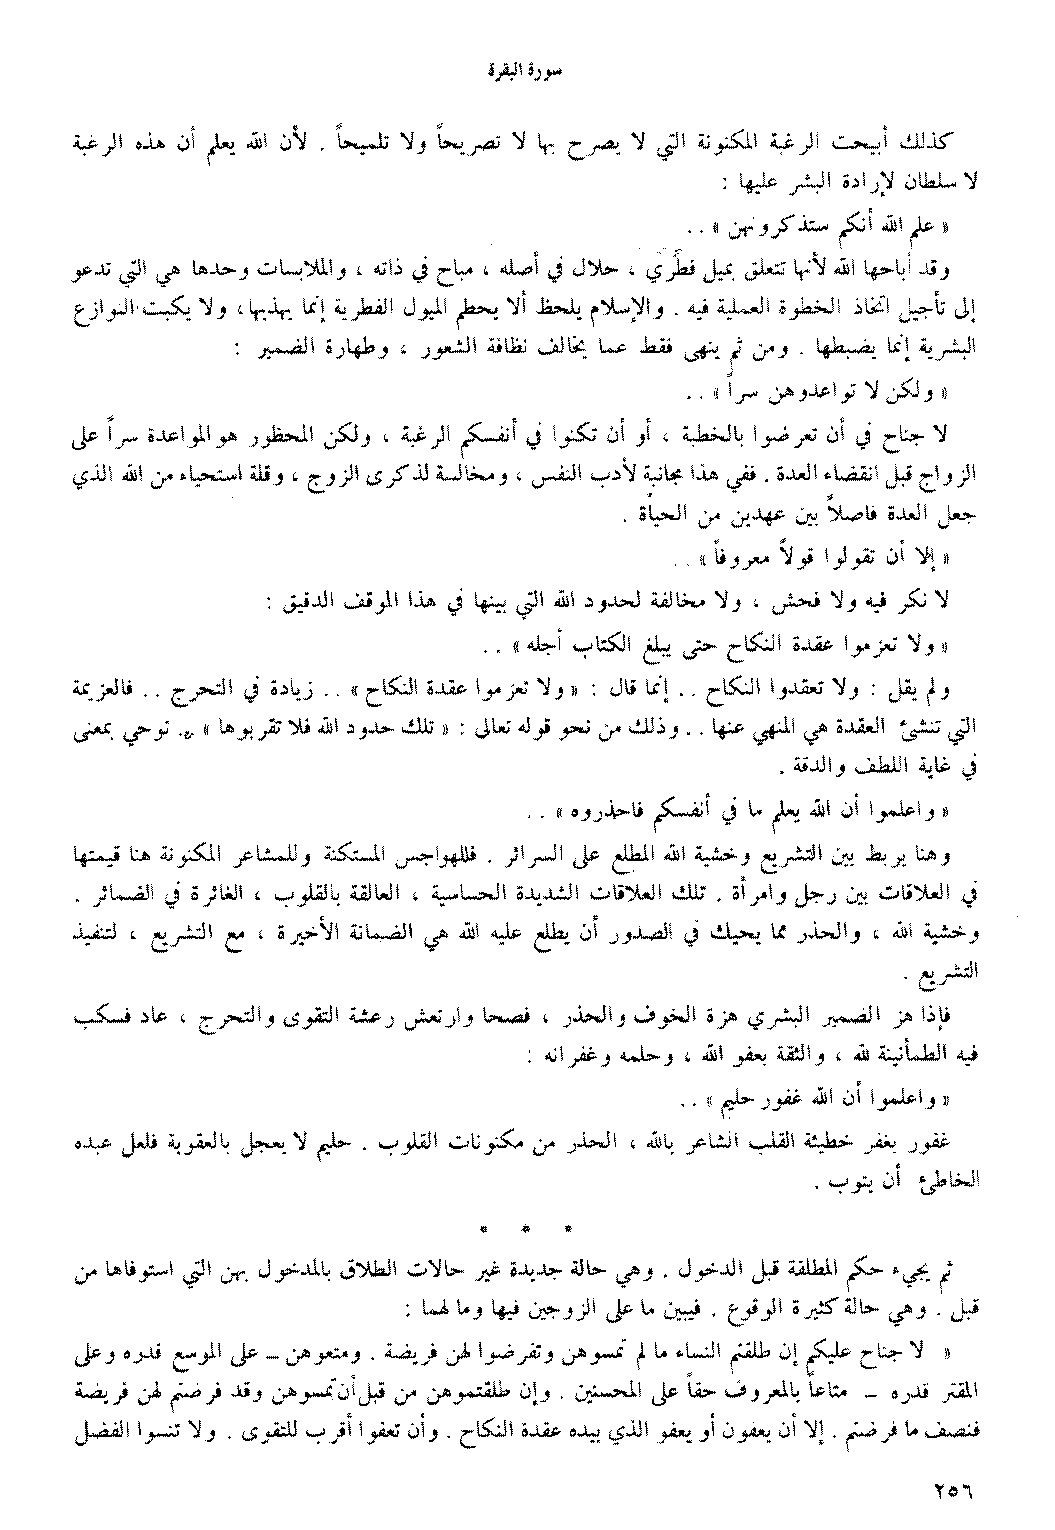 سورة البقرة
كذلك أبيحت الرغبة المكنونة التي لا يصرح بها لا تصريحاً ولا تلميحاً . لأن الله يعلم أن هذه الرغبة
لا سلطان لإرادة البشر عليها :
« علم الله أنكم ستذكرونهن » ..
وقد أباحها الله لأنها تتعلق بميل فطري ، حلال في أصله ، مباح في ذاته ، والملابسات وحدها هي التي تدعو
إلى تأجيل اتخاذ الخطوة العملية فيه . والإسلام يلحظ ألا يحطم الميول الفطرية إنما يهذبها، ولا يكبت النوازع
البشرية إنما يضبطها . ومن ثم ينهى فقط عما يخالف نظافة الشعور ، وطهارة الضمير :
« ولكن لا تواعدوهن سراً » ..
لا جناح في أن تعرضوا بالخطبة ، أو أن تكنوا في أنفسكم الرغبة ، ولكن المحظور هو المواعدة سراً على
الزواج قبل انقضاء العدة . ففي هذا مجانبة لأدب النفس ، ومخالسة لذكرى الزوج ، وقلة استحياء من الله الذي
جعل العدة فاصلاً بين عهدين من الحياة .
« إلا أن تقولوا قولاً معروفاً » ..
لا نكر فيه ولا فحش ، ولا مخالفة لحدود الله التي بينها في هذا الموقف الدقيق :
« ولا تعزموا عقدة النكاح حتى يبلغ الكتاب أجله » ..
ولم يقل : ولا تعقدوا النكاح .. إنما قال : « ولا تعزموا عقدة النكاح » .. زيادة في التحرج .. فالعزيمة
التي تنشئ العقدة هي المنهي عنها .. وذلك من نحو قوله تعالى : « تلك حدود الله فلا تقربوها » .. توحي بمعنى
في غاية اللطف والدقة .
« واعلموا أن الله يعلم ما في أنفسكم فاحذروه » ..
وهنا يربط بين التشريع وخشية الله المطلع على السرائر . فللهواجس المستكنة وللمشاعر المكنونة هنا قيمتها
في العلاقات بين رجل وامرأة . تلك العلاقات الشديدة الحساسية ، العالقة بالقلوب ، الغائرة في الضمائر .
وخشية الله ، والحذر مما يحيك في الصدور أن يطلع عليه الله هي الضمانة الأخيرة ، مع التشريع ، لتنفيذ
التشريع .
فإذا هز الضمير البشري هزة الخوف والحذر ، فصحا وارتعش رعشة التقوى والتحرج ، عاد فسكب
فيه الطمأنينة لله ، والثقة بعفو الله ، وحلمه وغفرانه :
« واعلموا أن الله غفور حليم » ..
غفور يغفر خطيئة القلب الشاعر بالله ، الحذر من مكنونات القلوب . حليم لا يعجل بالعقوبة فلعل عبده
الخاطئ أن يتوب .
* * *
ثم يجيء حكم المطلقة قبل الدخول . وهي حالة جديدة غير حالات الطلاق بالمدخول بهن التي استوفاها من
قبل . وهي حالة كثيرة الوقوع . فيبين ما على الزوجين فيها وما لهما :
« لا جناح عليكم إن طلقتم النساء ما لم تمسوهن وتفرضوا لهن فريضة . ومتعوهن – على الموسع قدره وعلى
المقتر قدره – متاعاً بالمعروف حقاً على المحسنين . وإن طلقتموهن من قبل أن تمسوهن وقد فرضتم لهن فريضة
فنصف ما فرضتم . إلا أن يعفون أو يعفو الذي بيده عقدة النكاح . وأن تعفوا أقرب للتقوى . ولا تنسوا الفضل
٢٥٦